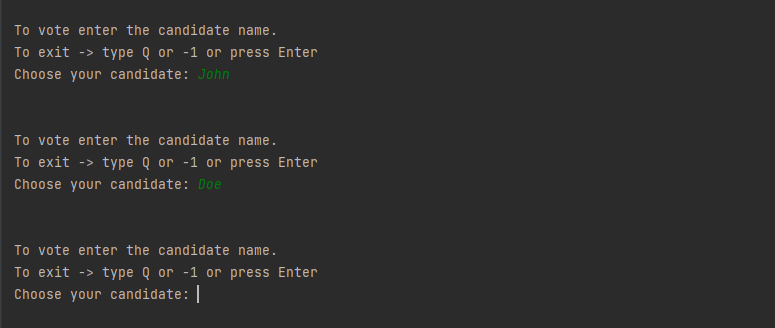 To vote enter the candidate name.
To exit -> type Q or -1 or press Enter
Choose your candidate: John
To vote enter the candidate name.
To exit -> type Q or -1 or press Enter
Choose your candidate: Doe
To vote enter the candidate name.
To exit -> type Q or -1 or press Enter
Choose your candidate: